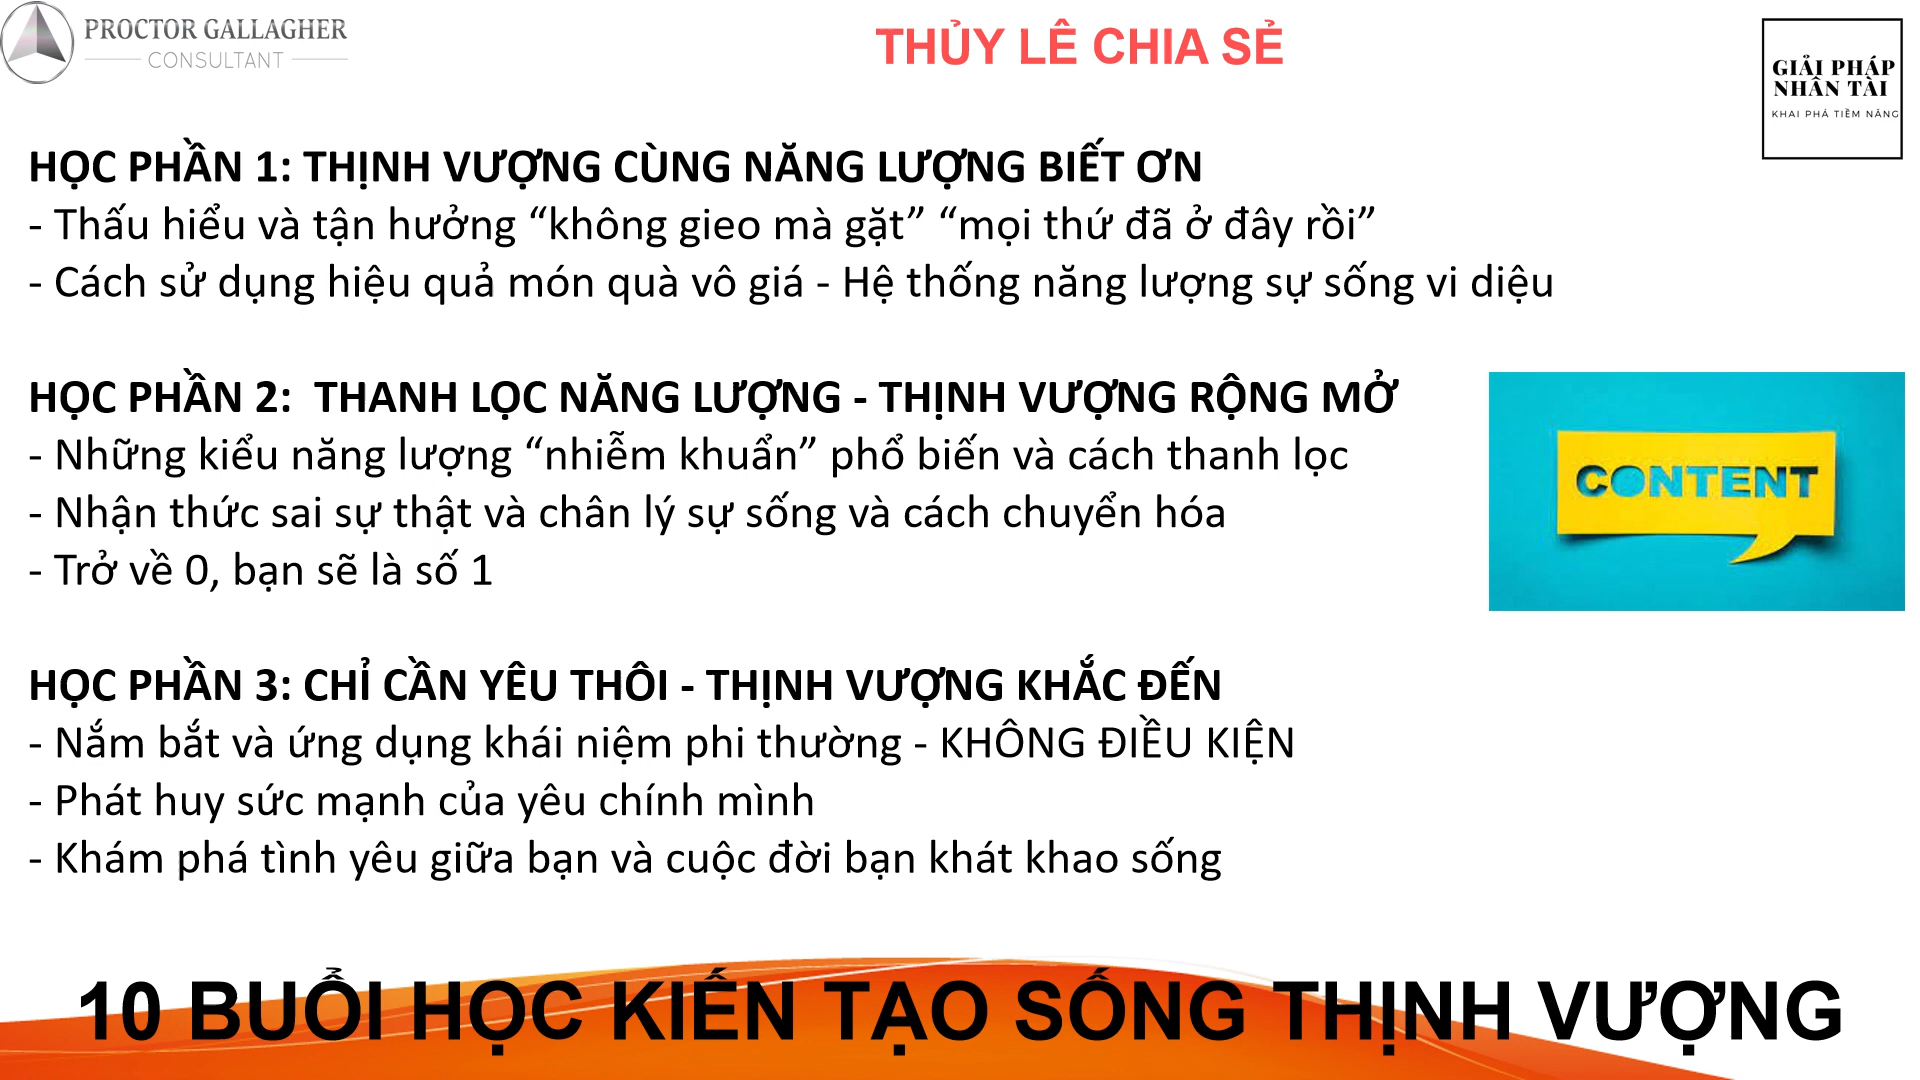 PROCTOR GALLAGHER
CONSULTANT
THỦY LÊ CHIA SẺ
GIẢI PHÁP
NHÂN TÀI
KHAI PHÁ TIỀM NĂNG
HỌC PHẦN 1: THỊNH VƯỢNG CÙNG NĂNG LƯỢNG BIẾT ƠN
- Thấu hiểu và tận hưởng “không gieo mà gặt” “mọi thứ đã ở đây rồi”
- Cách sử dụng hiệu quả món quà vô giá - Hệ thống năng lượng sự sống vi diệu
HỌC PHẦN 2: THANH LỌC NĂNG LƯỢNG - THỊNH VƯỢNG RỘNG MỞ
- Những kiểu năng lượng “nhiễm khuẩn” phổ biến và cách thanh lọc
- Nhận thức sai sự thật và chân lý sự sống và cách chuyển hóa
- Trở về 0, bạn sẽ là số 1
CONTENT
HỌC PHẦN 3: CHỈ CẦN YÊU THÔI - THỊNH VƯỢNG KHẮC ĐẾN
- Nắm bắt và ứng dụng khái niệm phi thường - KHÔNG ĐIỀU KIỆN
- Phát huy sức mạnh của yêu chính mình
- Khám phá tình yêu giữa bạn và cuộc đời bạn khát khao sống
10 BUỔI HỌC KIẾN TẠO SỐNG THỊNH VƯỢNG